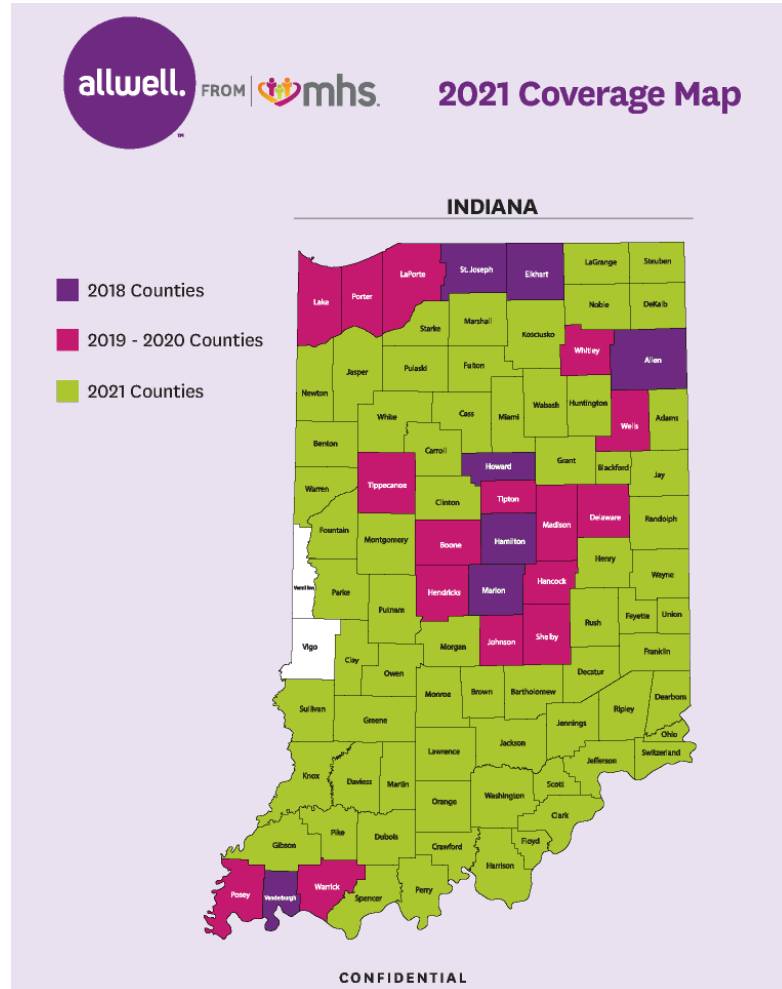 allwell.
FROM mhs.
TM
2021 Coverage Map
INDIANA
2018 Counties
2019 - 2020 Counties
2021 Counties
Lake
Porter
LaPorte
St. Joseph
Elkhart
LaGrange
Steuben
Noble
DeKalb
Starke
Marshall
Kosciusko
Whitley
Allen
Newton
Jasper
Pulaski
Fulton
Wabash
Huntington
Wells
Adams
White
Cass
Miami
Benton
Carroll
Howard
Grant
Blackford
Jay
Warren
Tippecanoe
Clinton
Tipton
Madison
Delaware
Randolph
Fountain
Montgomery
Boone
Hamilton
Henry
Wayne
Vermillion
Parke
Putnam
Hendricks
Marion
Hancock
Rush
Fayette
Union
Vigo
Clay
Owen
Morgan
Johnson
Shelby
Franklin
Decatur
Sullivan
Greene
Monroe
Brown
Bartholomew
Jennings
Ripley
Dearborn
Ohio
Switzerland
Jefferson
Knox
Daviess
Martin
Lawrence
Jackson
Scott
Orange
Washington
Clark
Floyd
Harrison
Crawford
Gibson
Pike
Dubois
Perry
Spencer
Posey
Vanderburgh
Warrick
CONFIDENTIAL